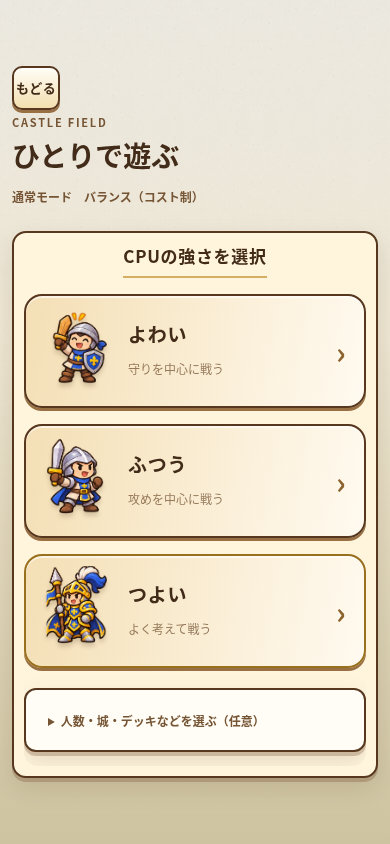 もどる
CASTLE FIELD
ひとりで遊ぶ
通常モード　バランス（コスト制）
CPUの強さを選択
よわい
守りを中心に戦う
ふつう
攻めを中心に戦う
つよい
よく考えて戦う
▶ 人数・城・デッキなどを選ぶ（任意）